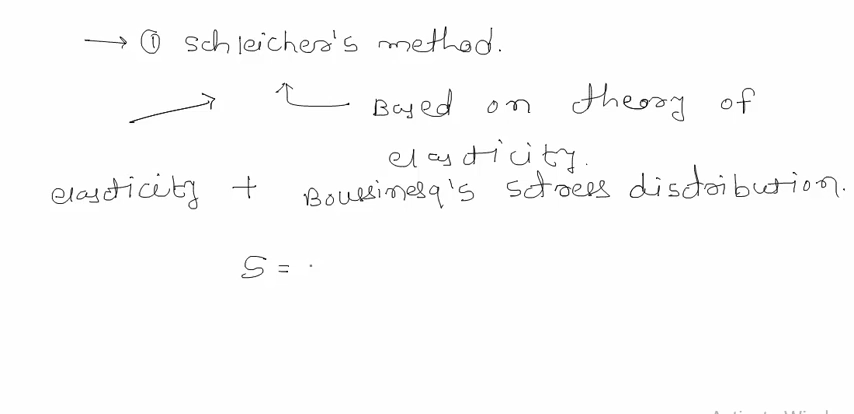 → ① Schleicher's method.
Based on theory of
elasticity.
elasticity + Boussinesq's stress distribution.
S = .